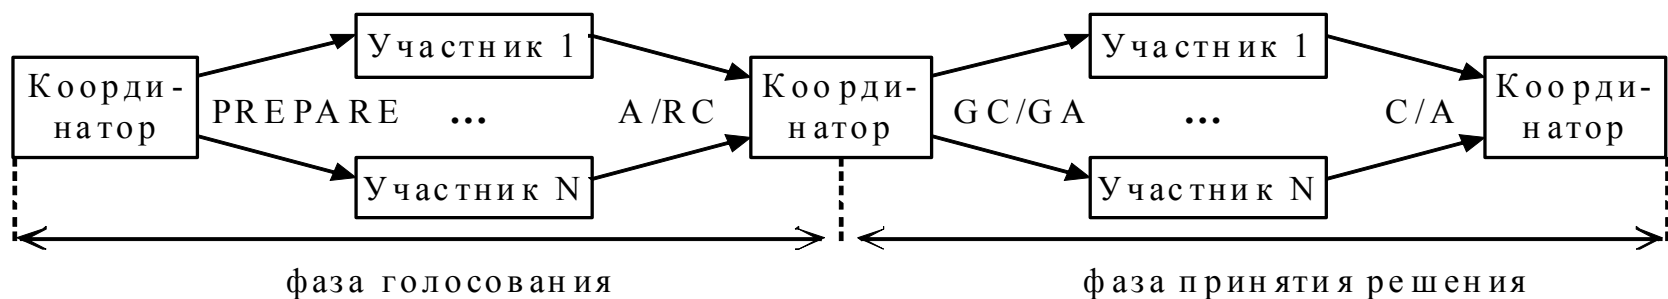 Участник 1
Участник 1
Коорди-
натор
PREPARE
...
A/RC
Коорди-
натор
GC/GA
...
C/A
Коорди-
натор
Участник N
Участник N
фаза голосования
фаза принятия решения